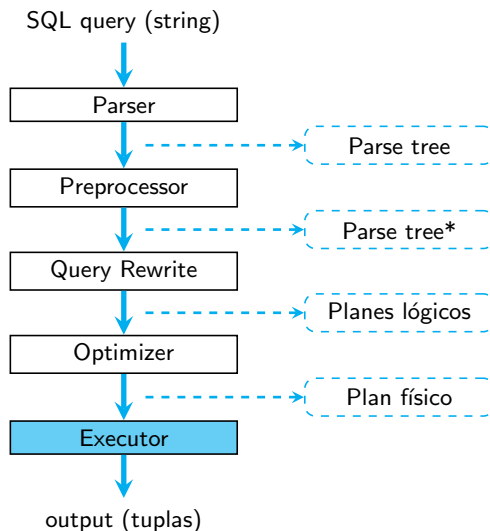 SQL query (string)
Parser
Parse tree
Preprocessor
Parse tree*
Query Rewrite
Planes lógicos
Optimizer
Plan físico
Executor
output (tuplas)